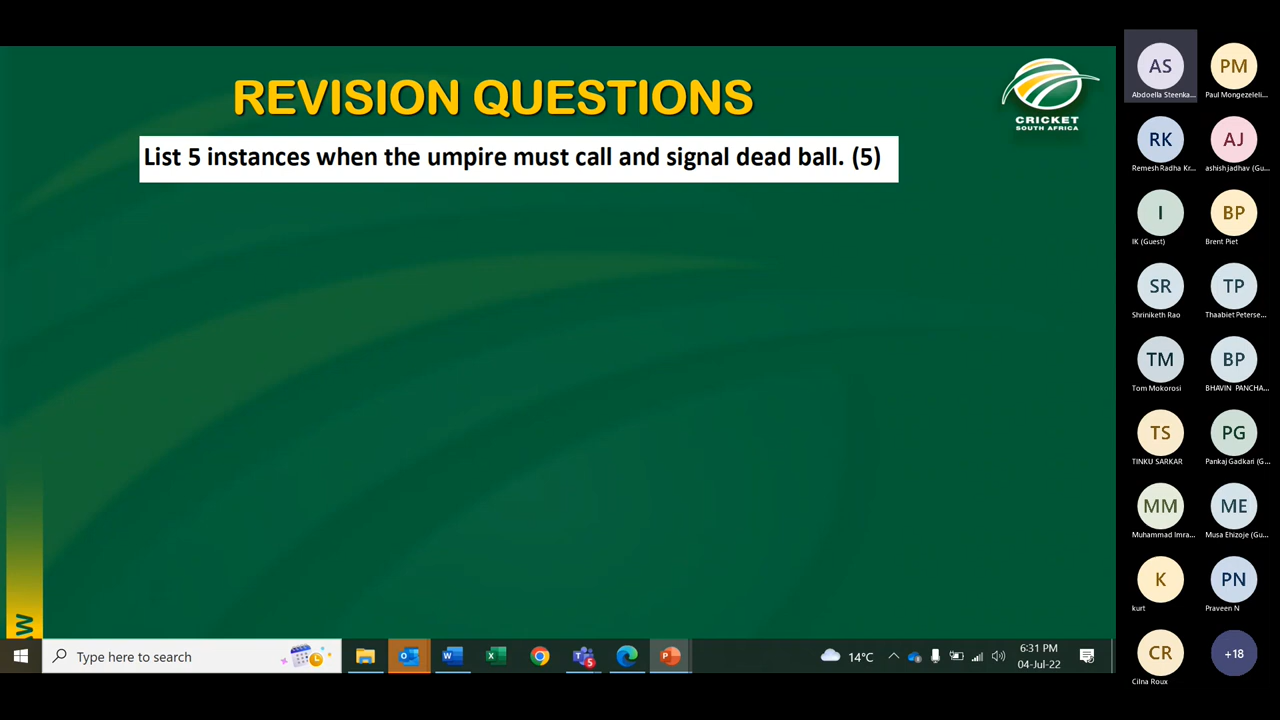 REVISION QUESTIONS
CRICKET
SOUTH AFRICA
List 5 instances when the umpire must call and signal dead ball. (5)
W
Type here to search
14°C
6:31 PM
04-Jul-22
AS
Abdoella Steenka...
PM
Paul Mongezeleli...
RK
Remesh Radha Kr...
AJ
ashish jadhav (Gu...
I
IK (Guest)
BP
Brent Piet
SR
Shriniketh Rao
TP
Thaabiet Peterse...
TM
Tom Mokorosi
BP
BHAVIN PANCHA...
TS
TINKU SARKAR
PG
Pankaj Gadkari (G...
MM
Muhammad Imra...
ME
Musa Ehizoje (Gu...
K
kurt
PN
Praveen N
CR
Cilna Roux
+18